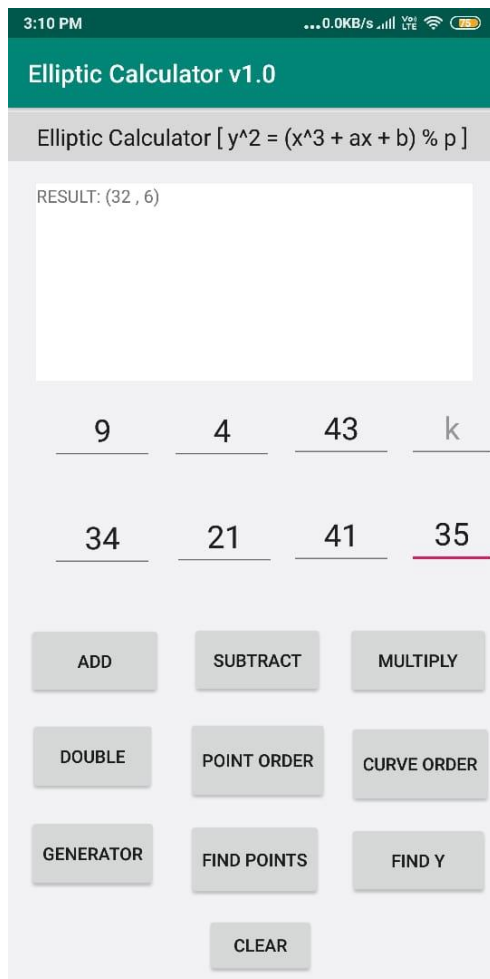 3:10 PM ...0.0KB/s Vo) LTE 75
Elliptic Calculator v1.0
Elliptic Calculator [ y^2 = (x^3 + ax + b) % p ]
RESULT: (32 , 6)
9 4 43 k
34 21 41 35
ADD SUBTRACT MULTIPLY
DOUBLE POINT ORDER CURVE ORDER
GENERATOR FIND POINTS FIND Y
CLEAR